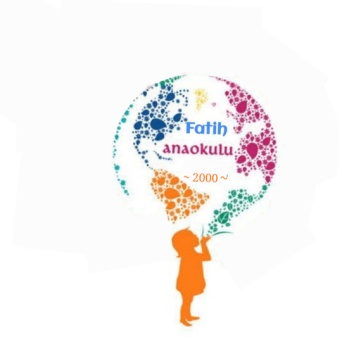 Fatih
anaokulu
~ 2000 ~